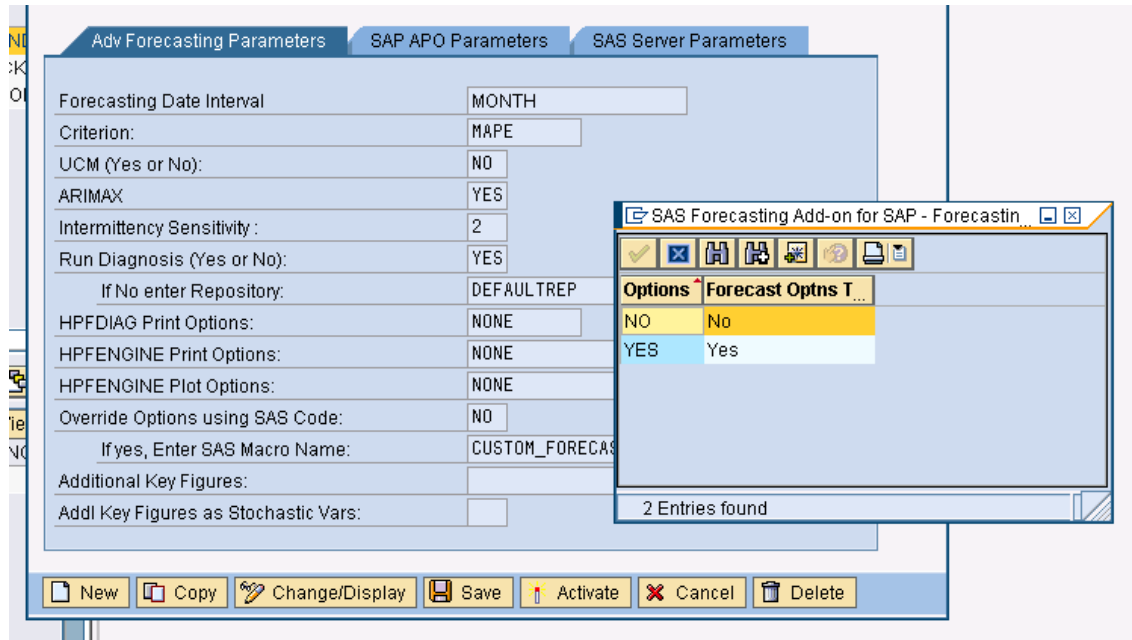 Adv Forecasting Parameters SAP APO Parameters SAS Server Parameters
Forecasting Date Interval MONTH
Criterion: MAPE
UCM (Yes or No): NO
ARIMAX YES
Intermittency Sensitivity : 2
Run Diagnosis (Yes or No): YES
If No enter Repository: DEFAULTREP
HPFDIAG Print Options: NONE
HPFENGINE Print Options: NONE
HPFENGINE Plot Options: NONE
Override Options using SAS Code: NO
If yes, Enter SAS Macro Name: CUSTOM_FORECAS
Additional Key Figures:
Addl Key Figures as Stochastic Vars:
SAS Forecasting Add-on for SAP - Forecastin...
Options Forecast Optns T...
NO No
YES Yes
2 Entries found
New Copy Change/Display Save Activate Cancel Delete